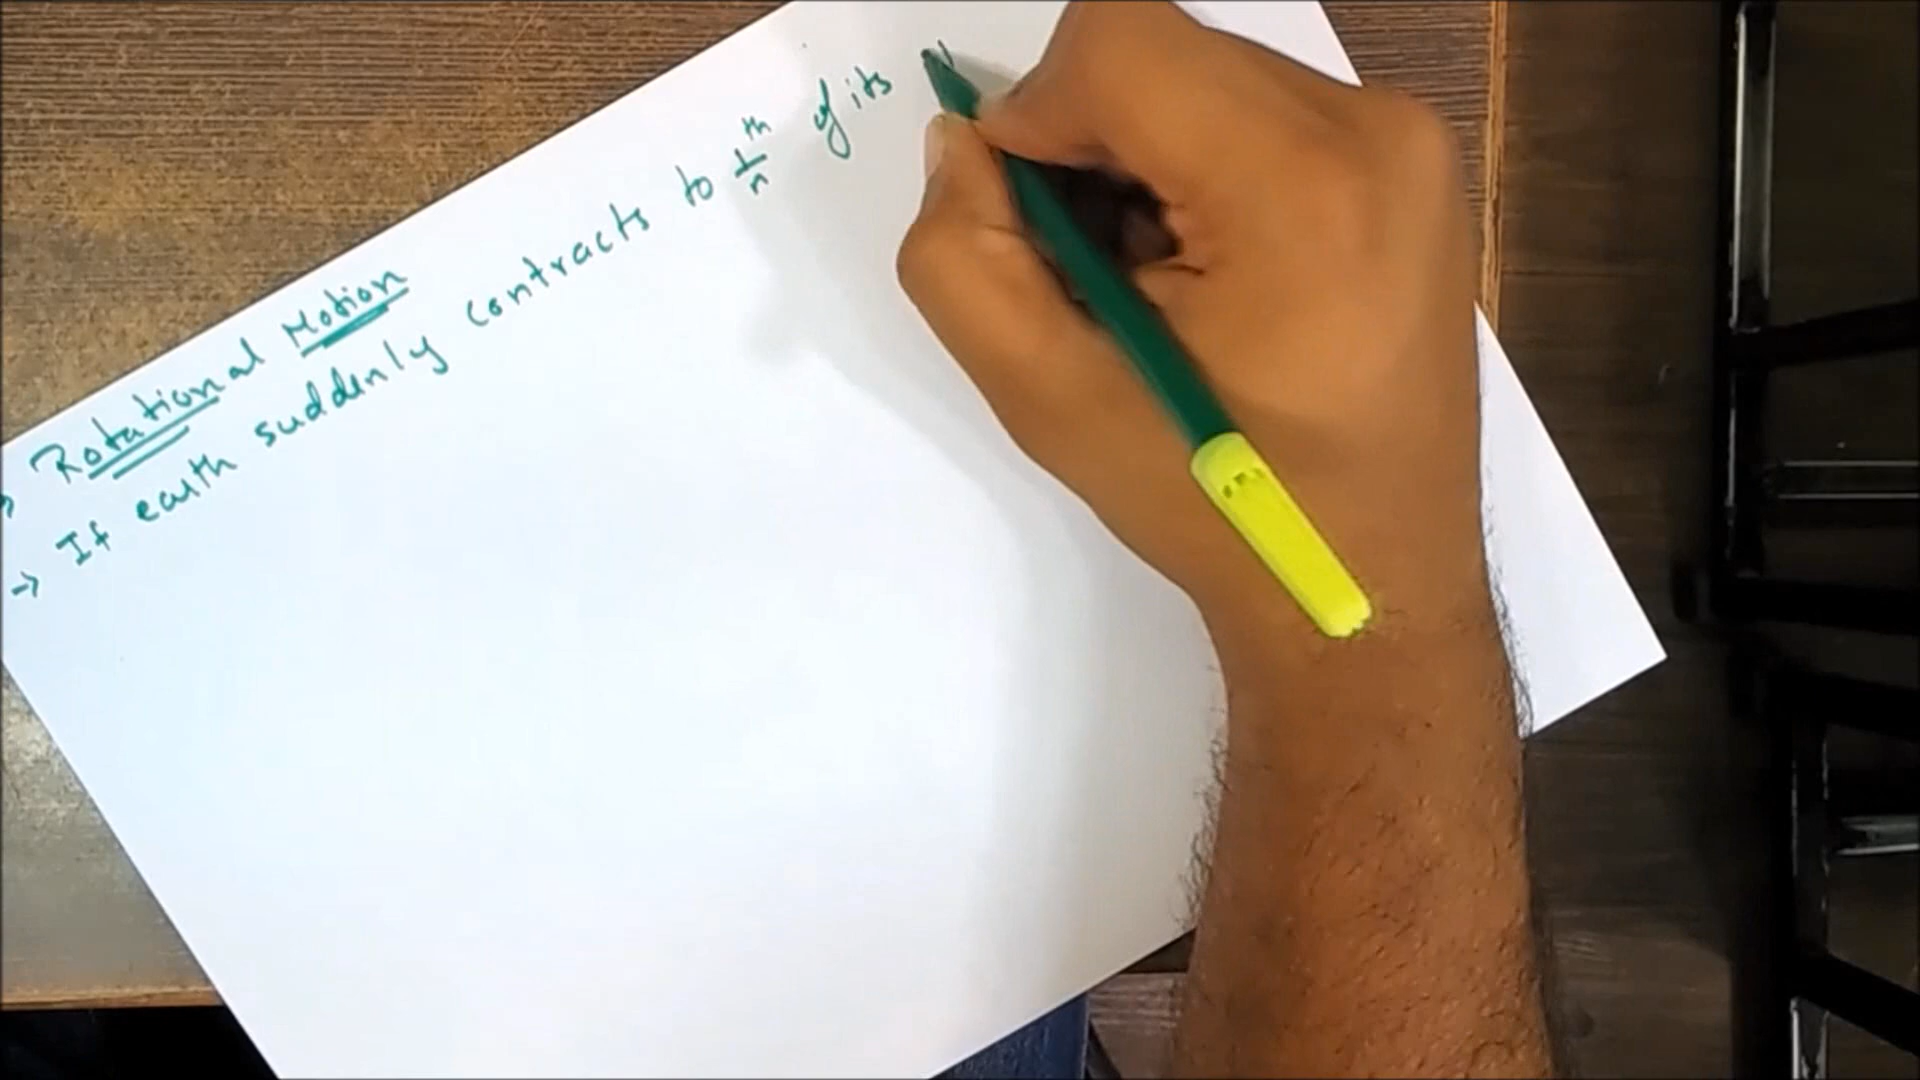 → Rotational Motion
→ If earth suddenly contracts to 1/n th of its